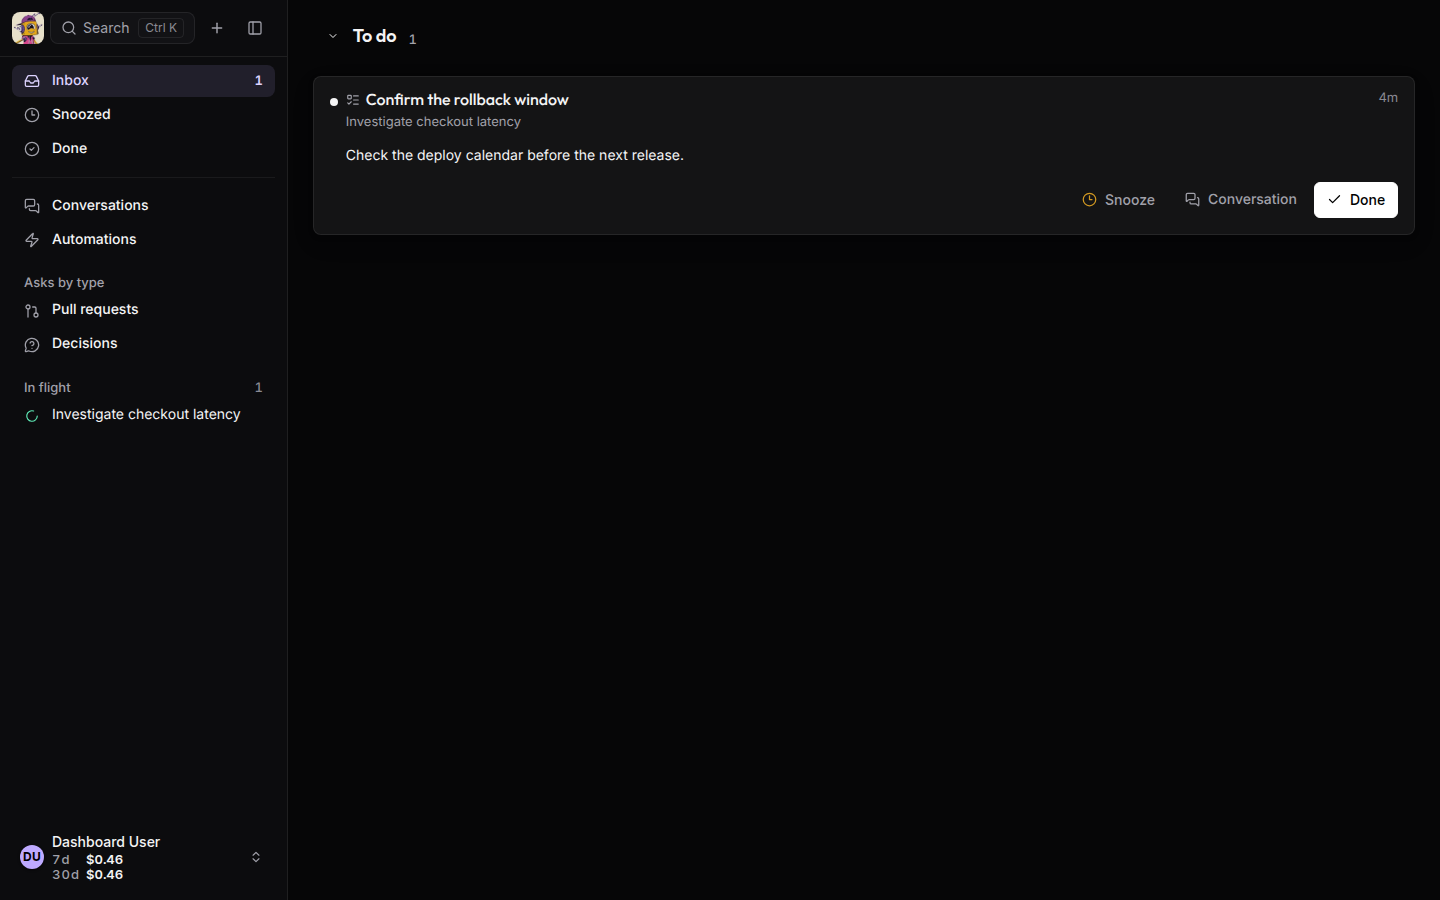 Search Ctrl K
Inbox 1
Snoozed
Done
Conversations
Automations
Asks by type
Pull requests
Decisions
In flight 1
Investigate checkout latency
DU
Dashboard User
7d $0.46
30d $0.46
To do 1
Confirm the rollback window 4m
Investigate checkout latency
Check the deploy calendar before the next release.
Snooze Conversation Done